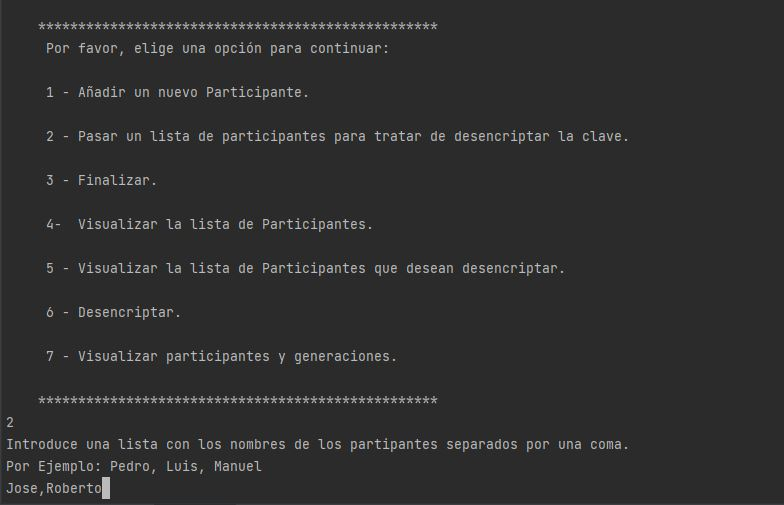 **************************************************
Por favor, elige una opción para continuar:
1 - Añadir un nuevo Participante.
2 - Pasar un lista de participantes para tratar de desencriptar la clave.
3 - Finalizar.
4-  Visualizar la lista de Participantes.
5 - Visualizar la lista de Participantes que desean desencriptar.
6 - Desencriptar.
7 - Visualizar participantes y generaciones.
**************************************************
2
Introduce una lista con los nombres de los partipantes separados por una coma.
Por Ejemplo: Pedro, Luis, Manuel
Jose,Roberto